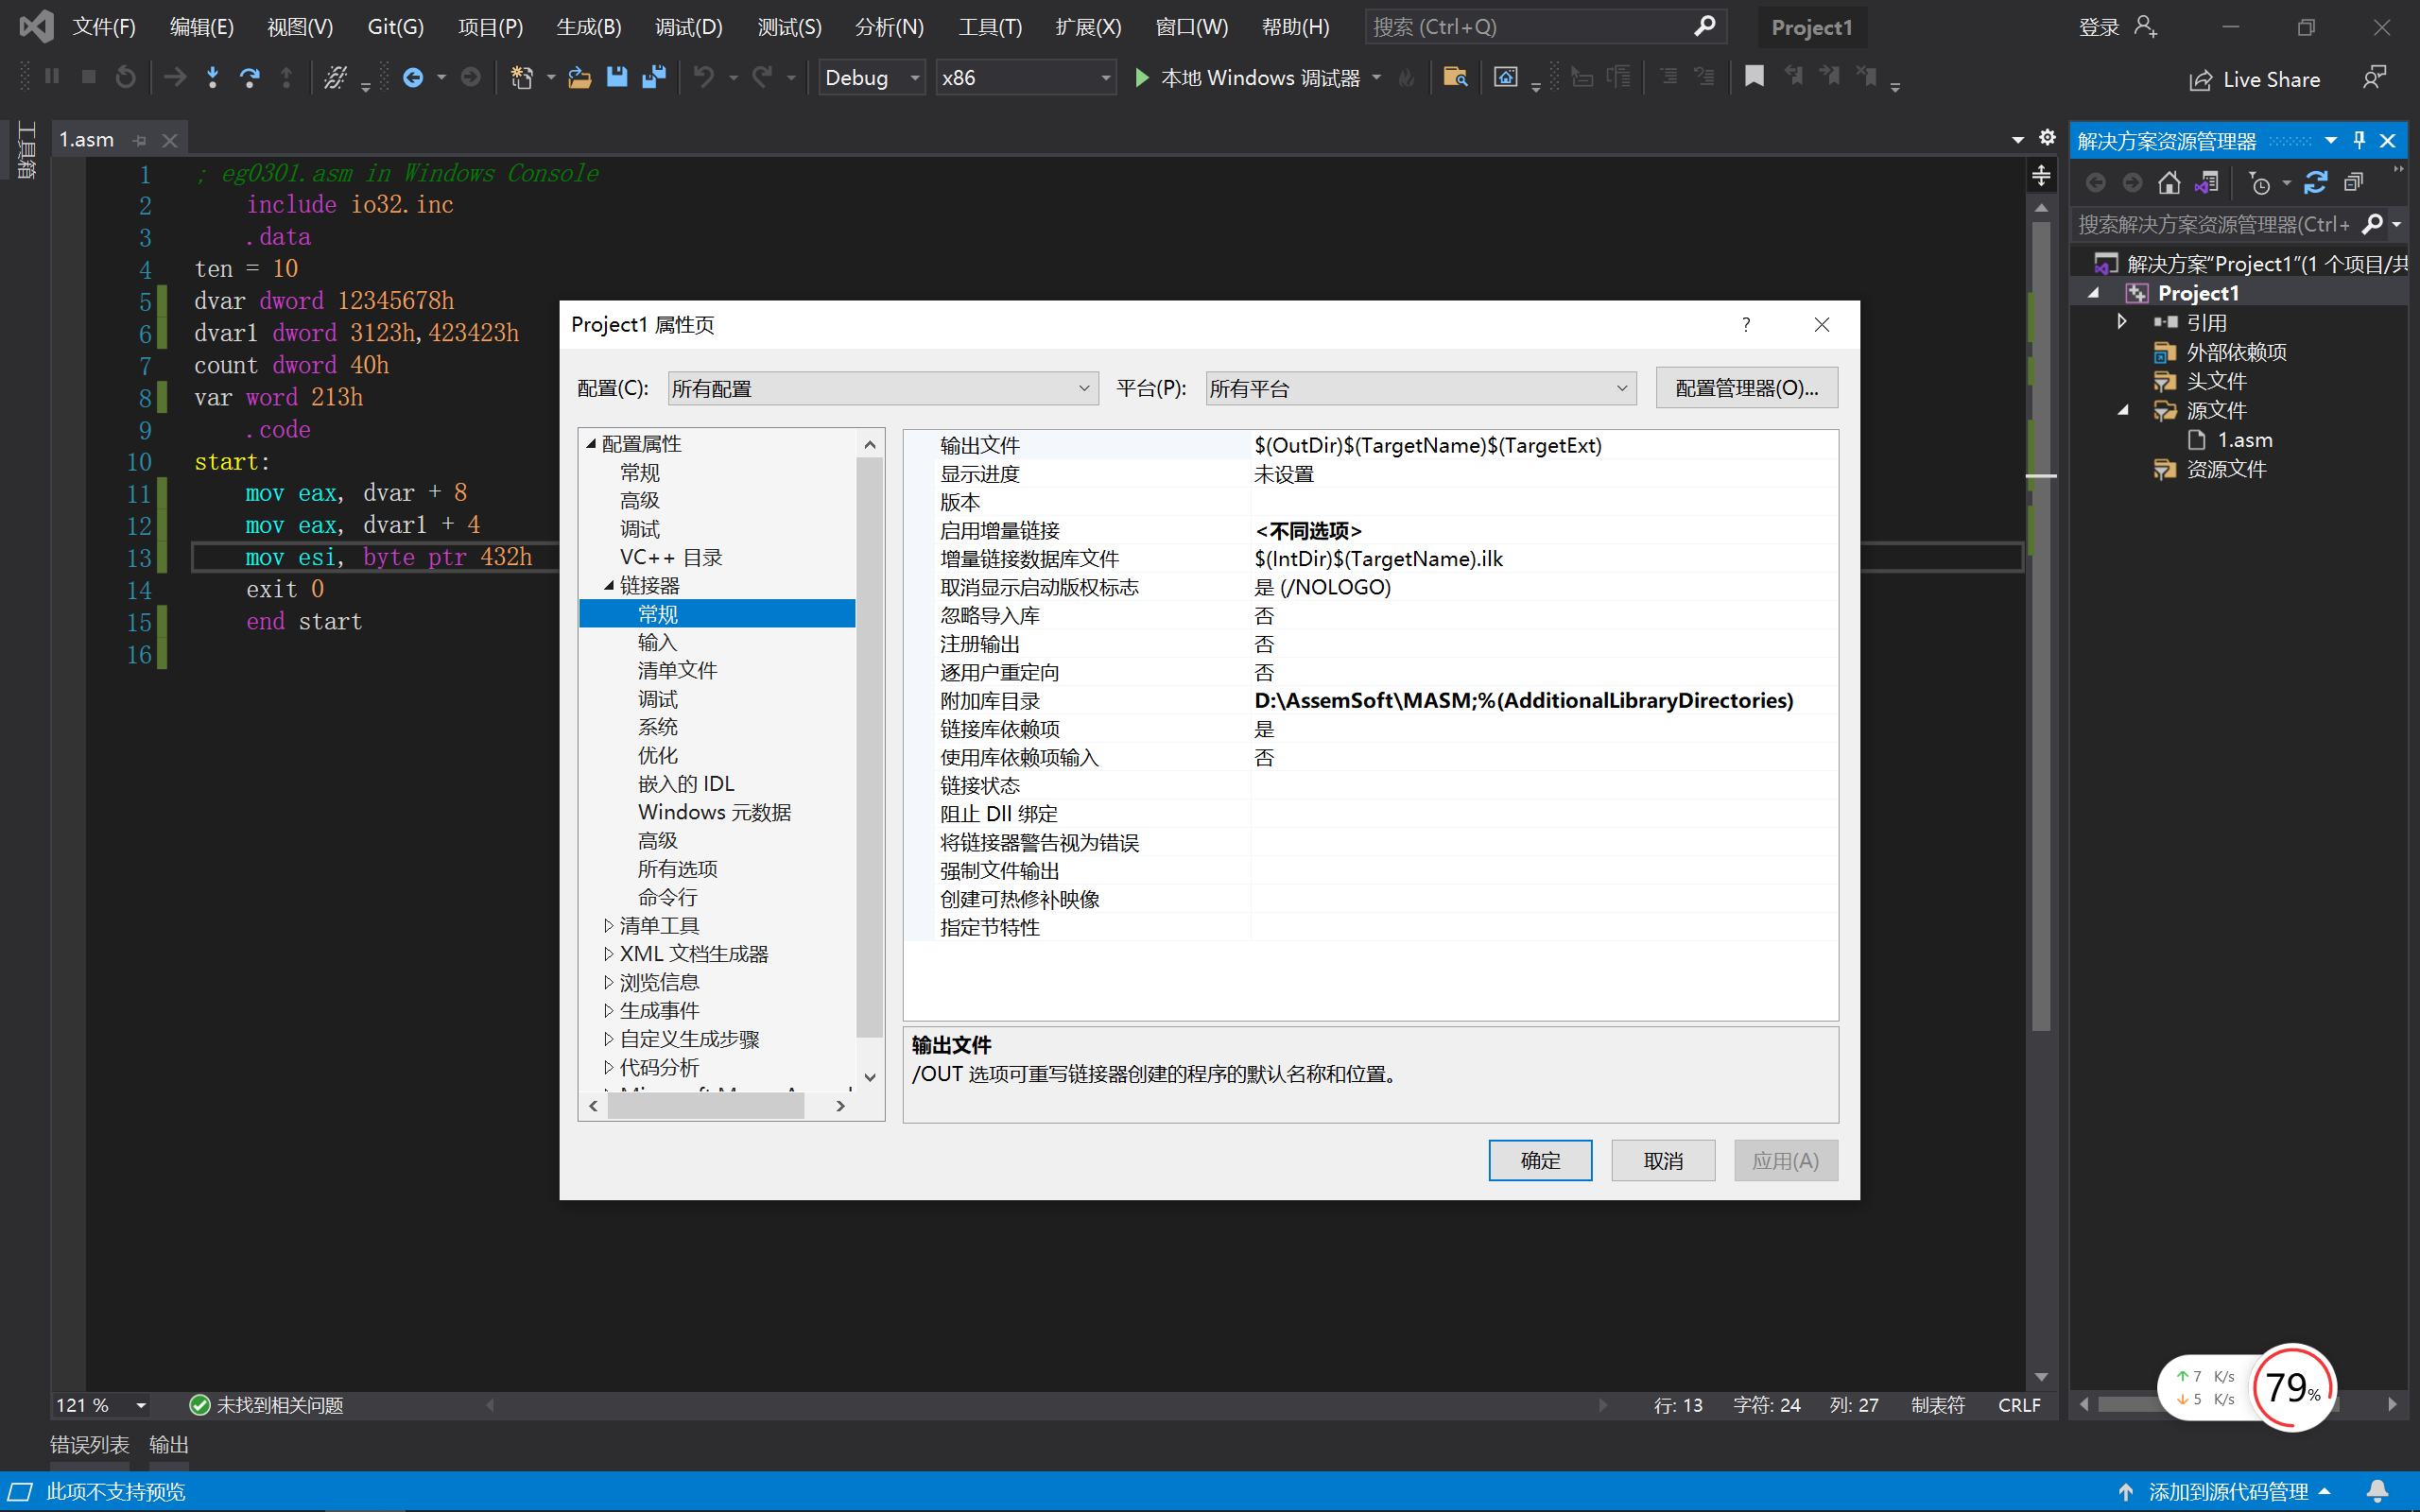 文件(F) 编辑(E) 视图(V) Git(G) 项目(P) 生成(B) 调试(D) 测试(S) 分析(N) 工具(T) 扩展(X) 窗口(W) 帮助(H) 搜索 (Ctrl+Q) Project1 登录
Debug x86 本地 Windows 调试器 Live Share
工具箱
1.asm
1 ; eg0301.asm in Windows Console
2 include io32.inc
3 .data
4 ten = 10
5 dvar dword 12345678h
6 dvar1 dword 3123h,423423h
7 count dword 40h
8 var word 213h
9 .code
10 start:
11 mov eax, dvar + 8
12 mov eax, dvar1 + 4
13 mov esi, byte ptr 432h
14 exit 0
15 end start
16
Project1 属性页 ?
配置(C): 所有配置 平台(P): 所有平台 配置管理器(O)...
配置属性
常规
高级
调试
VC++ 目录
链接器
常规
输入
清单文件
调试
系统
优化
嵌入的 IDL
Windows 元数据
高级
所有选项
命令行
清单工具
XML 文档生成器
浏览信息
生成事件
自定义生成步骤
代码分析
输出文件 $(OutDir)$(TargetName)$(TargetExt)
显示进度 未设置
版本
启用增量链接 <不同选项>
增量链接数据库文件 $(IntDir)$(TargetName).ilk
取消显示启动版权标志 是 (/NOLOGO)
忽略导入库 否
注册输出 否
逐用户重定向 否
附加库目录 D:\AssemSoft\MASM;%(AdditionalLibraryDirectories)
链接库依赖项 是
使用库依赖项输入 否
链接状态
阻止 Dll 绑定
将链接器警告视为错误
强制文件输出
创建可热修补映像
指定节特性
输出文件
/OUT 选项可重写链接器创建的程序的默认名称和位置。
确定 取消 应用(A)
解决方案资源管理器
搜索解决方案资源管理器(Ctrl+
解决方案“Project1”(1 个项目/共
Project1
引用
外部依赖项
头文件
源文件
1.asm
资源文件
121 % 未找到相关问题 行: 13 字符: 24 列: 27 制表符 CRLF
7 K/s
5 K/s
79%
错误列表 输出
此项不支持预览 添加到源代码管理